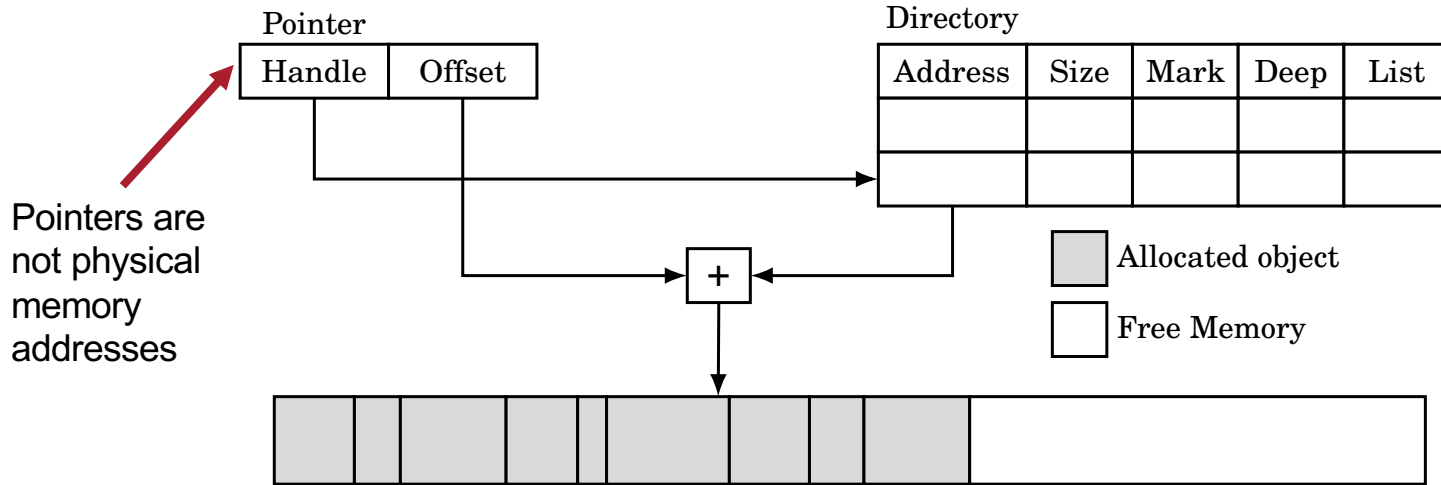 Pointer
Directory
Handle Offset
Address Size Mark Deep List
Pointers are
not physical
memory
addresses
+
Allocated object
Free Memory